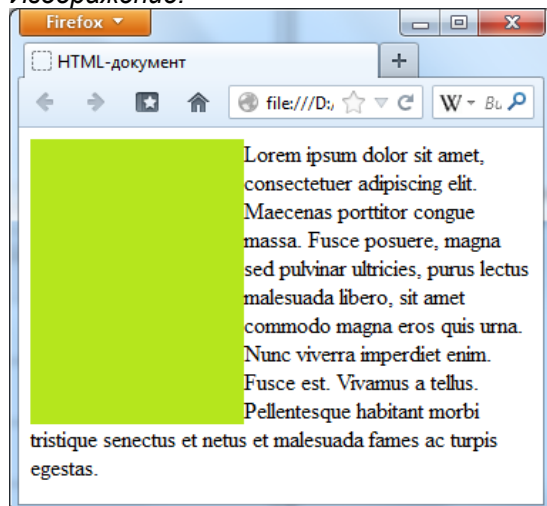 Изображение:
Firefox
HTML-документ
file:///D:/
W
Lorem ipsum dolor sit amet,
consectetuer adipiscing elit.
Maecenas porttitor congue
massa. Fusce posuere, magna
sed pulvinar ultricies, purus lectus
malesuada libero, sit amet
commodo magna eros quis urna.
Nunc viverra imperdiet enim.
Fusce est. Vivamus a tellus.
Pellentesque habitant morbi
tristique senectus et netus et malesuada fames ac turpis
egestas.